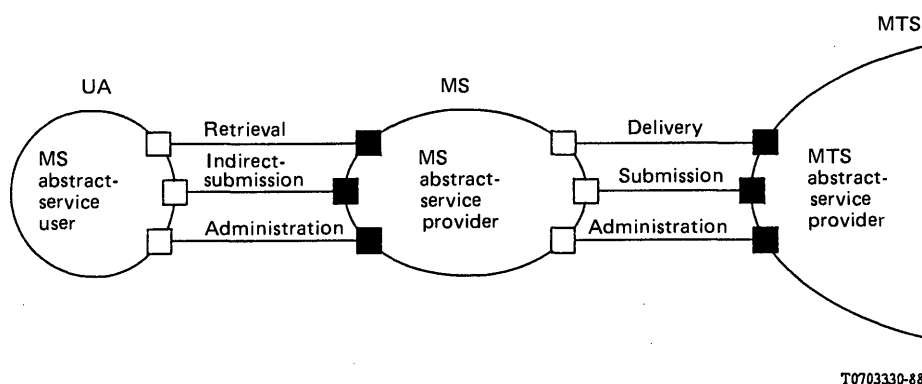 MTS
UA
MS
Retrieval
Indirect-
submission
Administration
MS
abstract-
service
user
MS
abstract-
service
provider
Delivery
Submission
Administration
MTS
abstract-
service
provider
T0703330-88